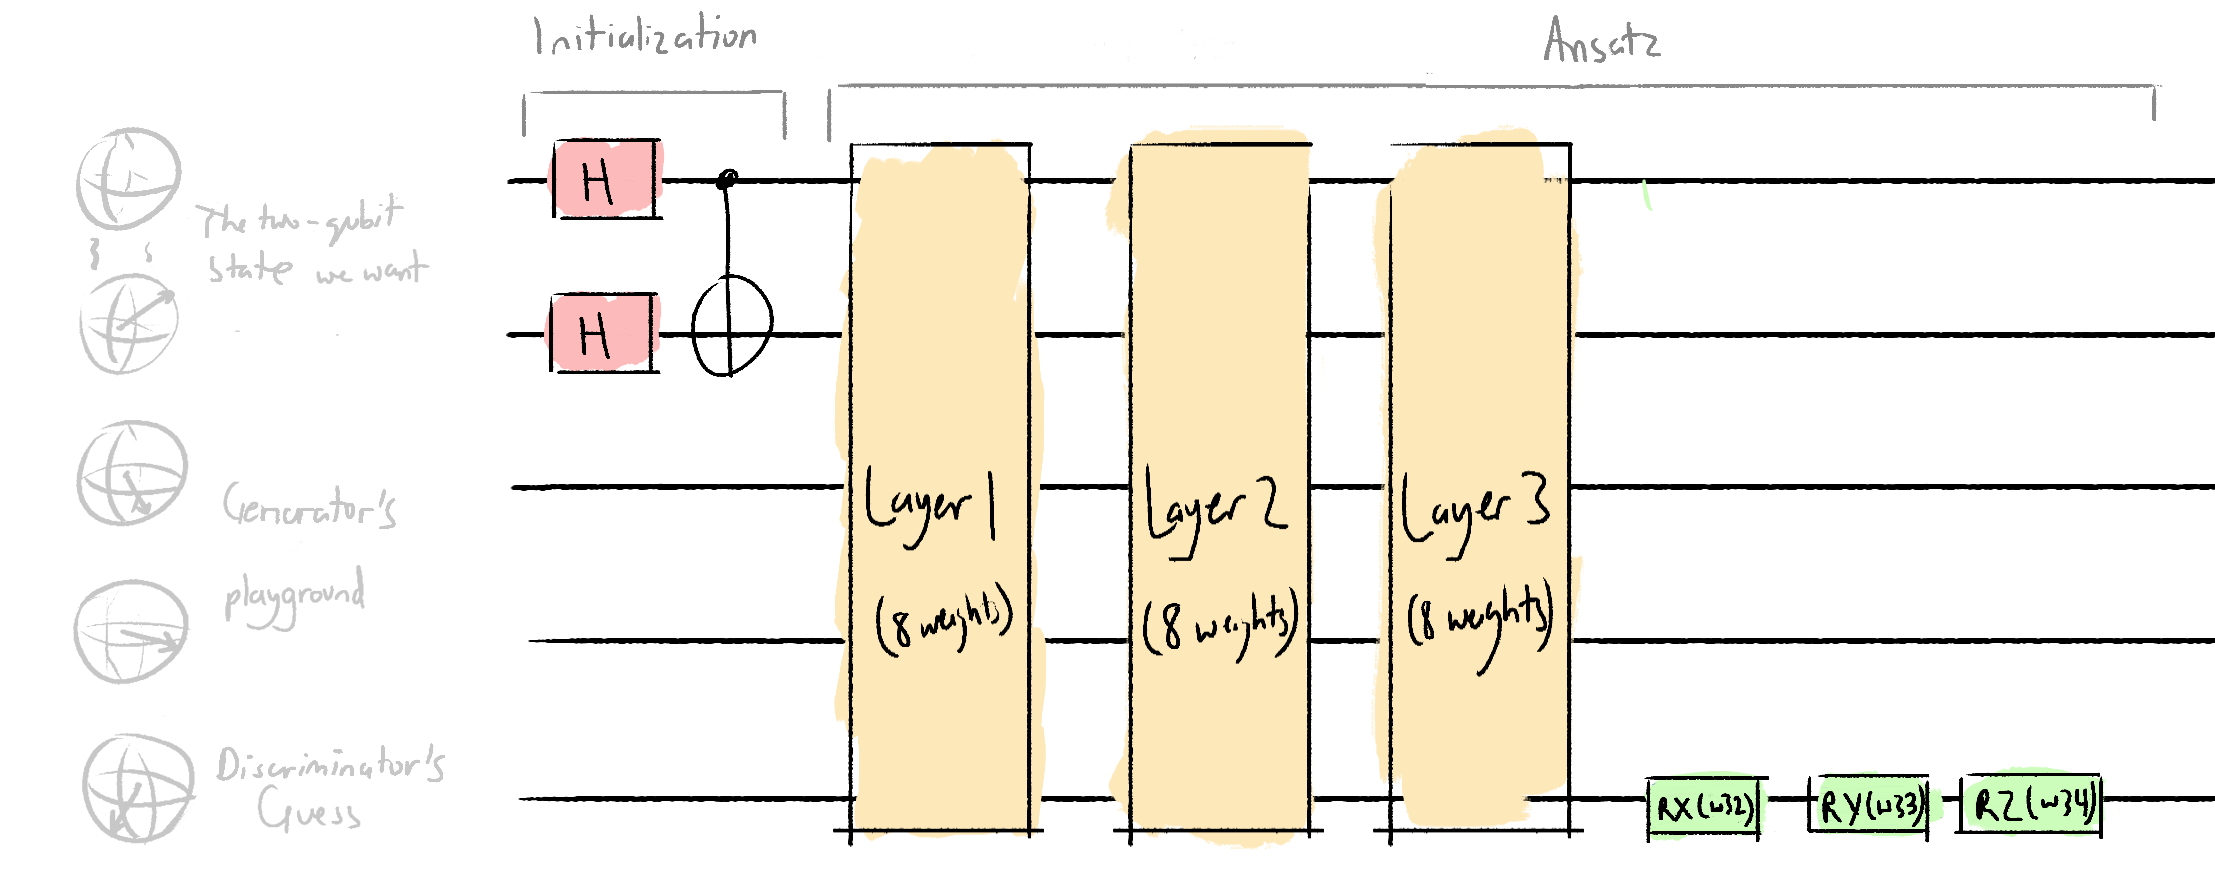 Initialization
Ansatz
H
The two-qubit
state we want
H
Layer 1
(8 weights)
Layer 2
(8 weights)
Layer 3
(8 weights)
Generator's
playground
Discriminator's
Guess
RX(w32)
RY(w33)
RZ(w34)